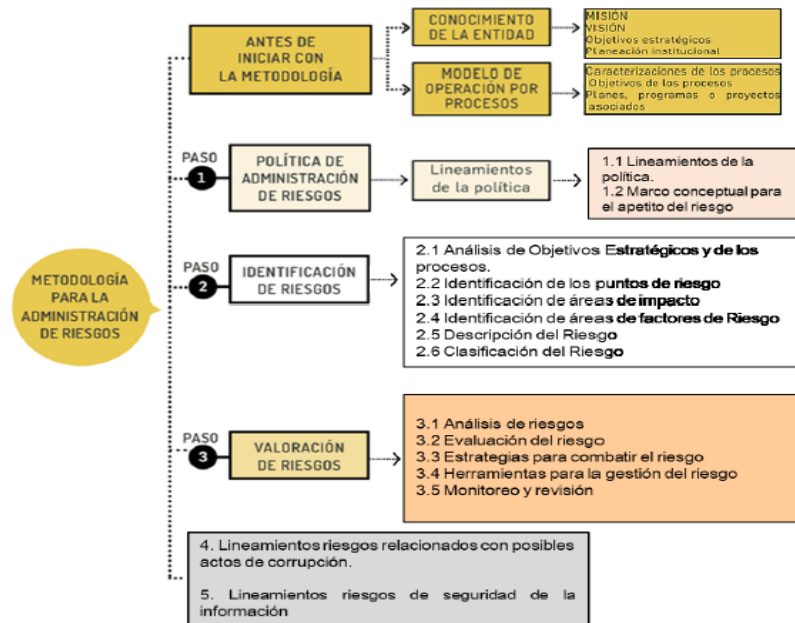 METODOLOGÍA
PARA LA
ADMINISTRACIÓN
DE RIESGOS
ANTES DE
INICIAR CON
LA METODOLOGÍA
CONOCIMIENTO
DE LA ENTIDAD
MISIÓN
VISIÓN
Objetivos estratégicos
Planeación institucional
MODELO DE
OPERACIÓN POR
PROCESOS
Caracterizaciones de los procesos
Objetivos de los procesos
Planes, programas o proyectos
asociados
PASO
1
POLÍTICA DE
ADMINISTRACIÓN
DE RIESGOS
Lineamientos
de la política
1.1 Lineamientos de la
política.
1.2 Marco conceptual para
el apetito del riesgo
PASO
2
IDENTIFICACIÓN
DE RIESGOS
2.1 Análisis de Objetivos Estratégicos y de los
procesos.
2.2 Identificación de los puntos de riesgo
2.3 Identificación de áreas de impacto
2.4 Identificación de áreas de factores de Riesgo
2.5 Descripción del Riesgo
2.6 Clasificación del Riesgo
PASO
3
VALORACIÓN
DE RIESGOS
3.1 Análisis de riesgos
3.2 Evaluación del riesgo
3.3 Estrategias para combatir el riesgo
3.4 Herramientas para la gestión del riesgo
3.5 Monitoreo y revisión
4. Lineamientos riesgos relacionados con posibles
actos de corrupción.
5. Lineamientos riesgos de seguridad de la
información